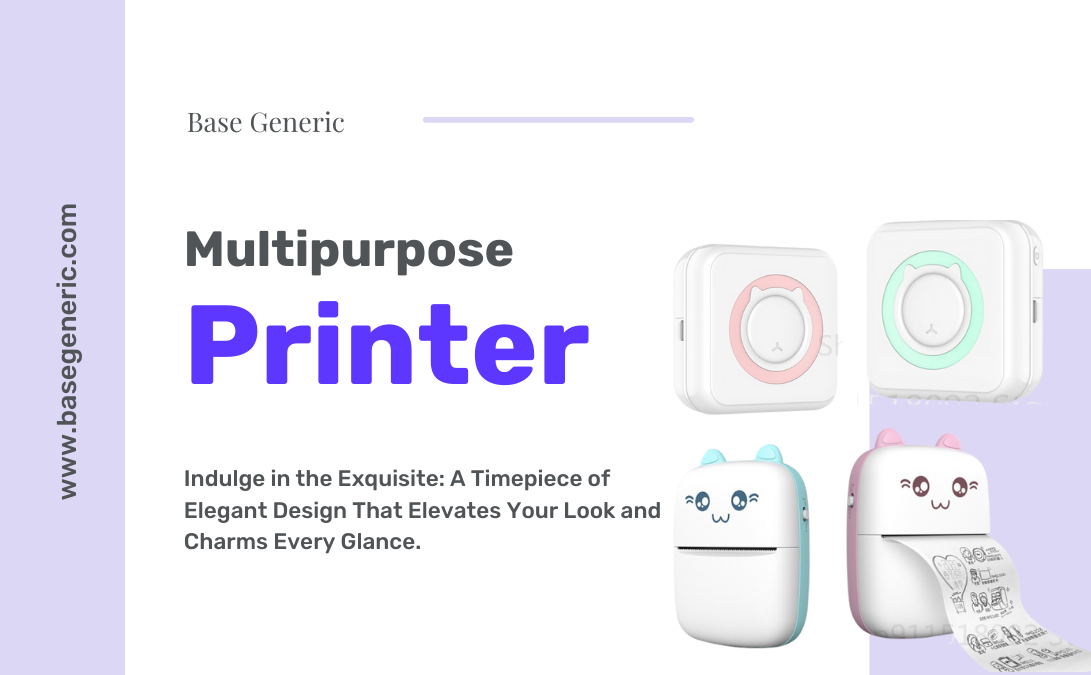 www.basegeneric.com
Base Generic
Multipurpose
Printer
Indulge in the Exquisite: A Timepiece of
Elegant Design That Elevates Your Look and
Charms Every Glance.